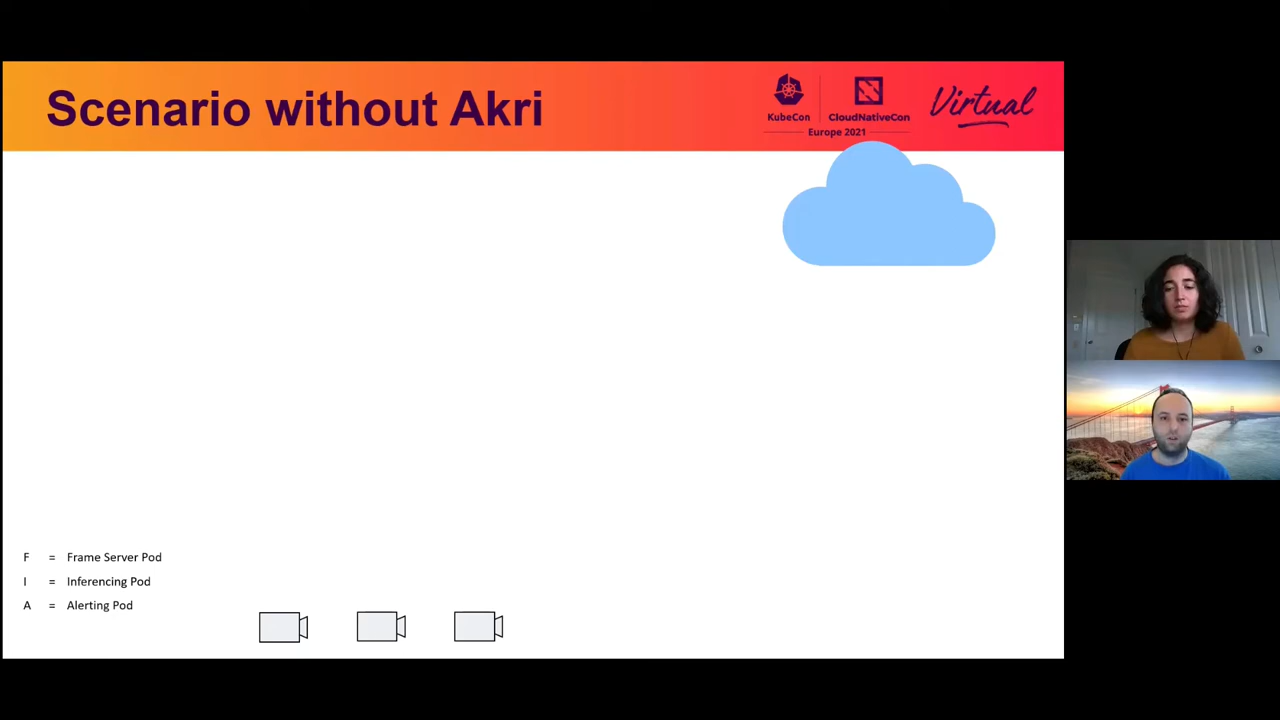 Scenario without Akri
KubeCon
CloudNativeCon
Europe 2021
Virtual
F = Frame Server Pod
I = Inferencing Pod
A = Alerting Pod